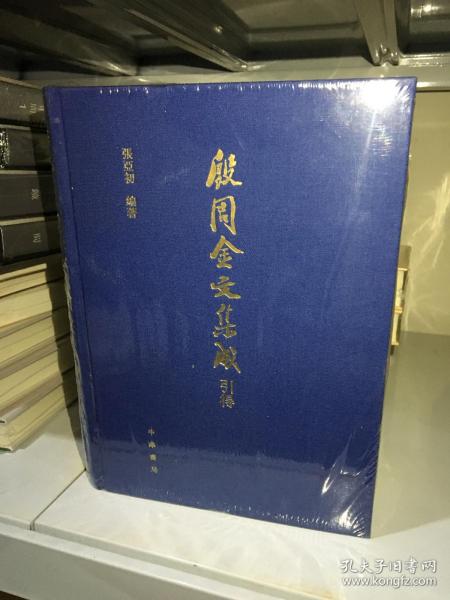 殷周金文集成
引得
張亞初 編著
中華書局
孔夫子旧书网
www.kongfz.com